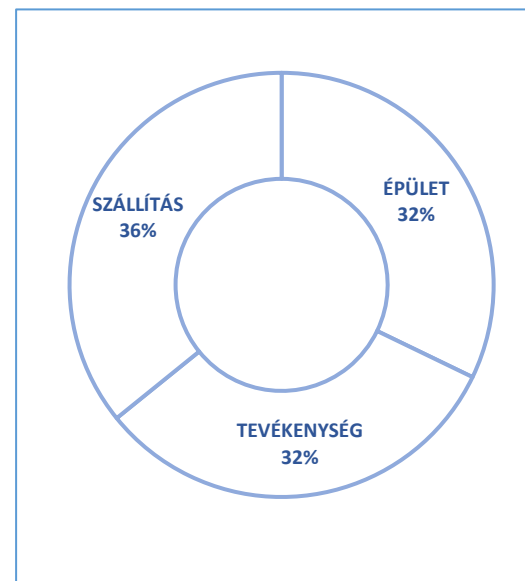 SZÁLLÍTÁS
36%
ÉPÜLET
32%
TEVÉKENYSÉG
32%